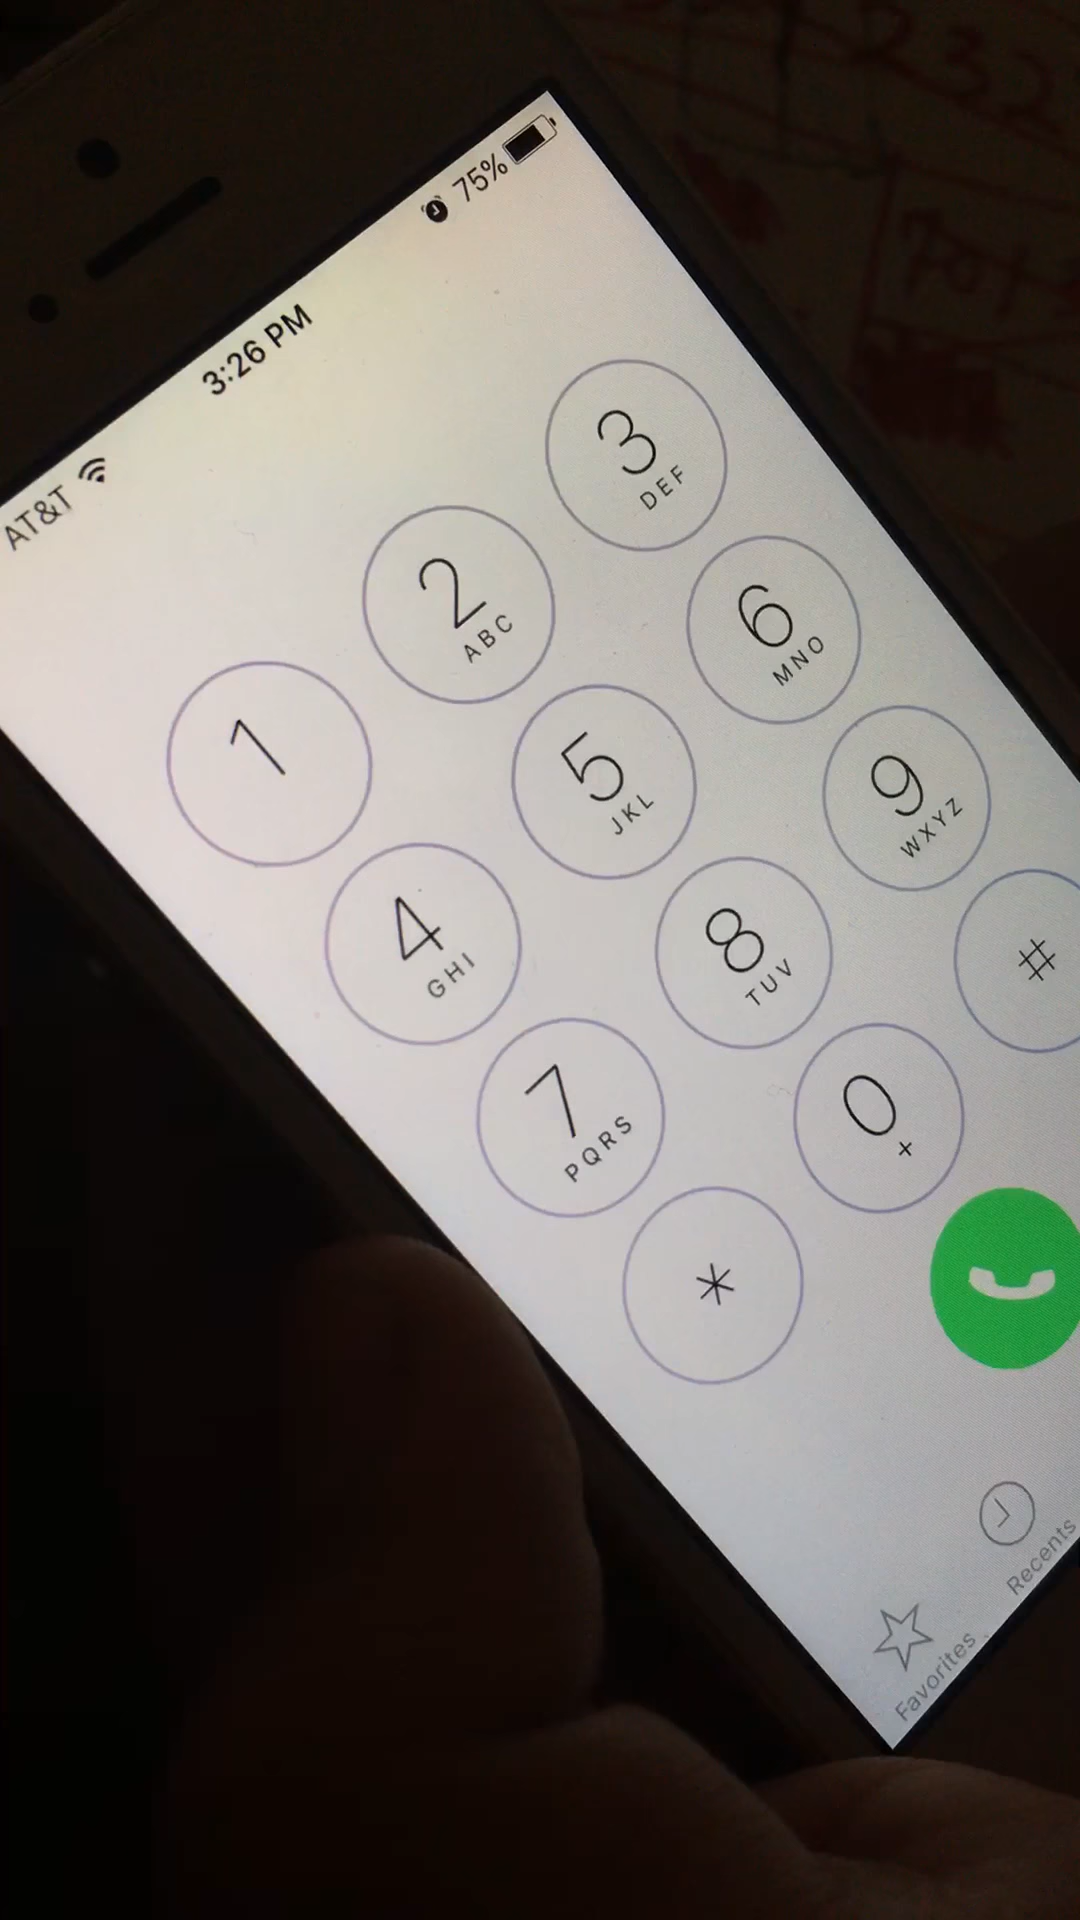 AT&T 3:26 PM 75%
1 2 3
ABC DEF
4 5 6
GHI JKL MNO
7 8 9
PQRS TUV WXYZ
* 0 #
+
Favorites Recents